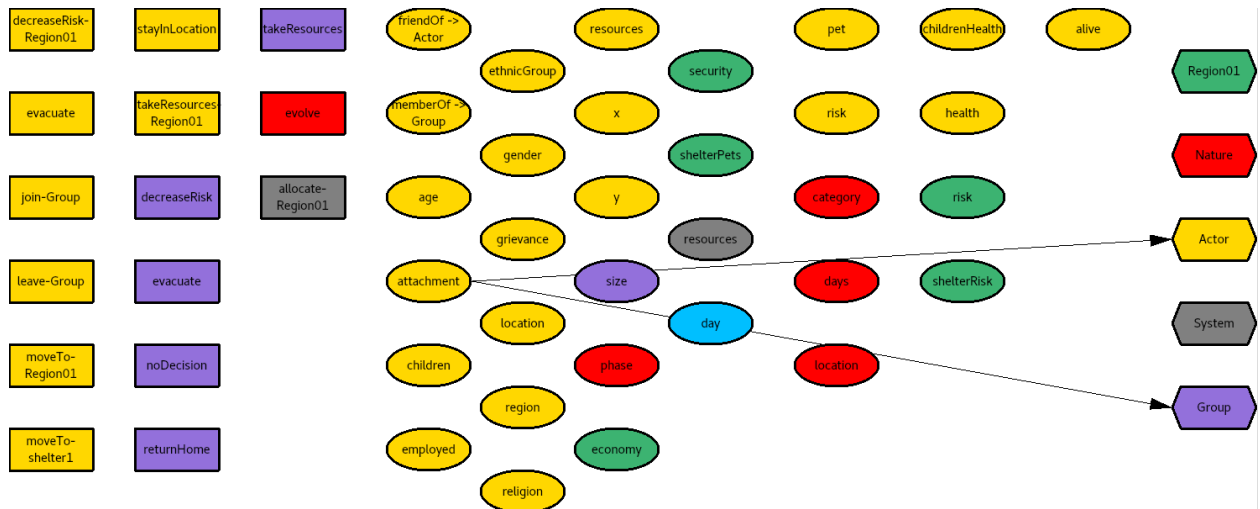 decreaseRisk-
Region01
stayInLocation
takeResources
friendOf ->
Actor
resources
pet
childrenHealth
alive
ethnicGroup
security
Region01
evacuate
takeResources-
Region01
evolve
memberOf ->
Group
x
risk
health
gender
shelterPets
Nature
join-Group
decreaseRisk
allocate-
Region01
age
y
category
risk
grievance
resources
Actor
leave-Group
evacuate
attachment
size
days
shelterRisk
location
day
System
moveTo-
Region01
noDecision
children
phase
location
region
Group
moveTo-
shelter1
returnHome
employed
economy
religion